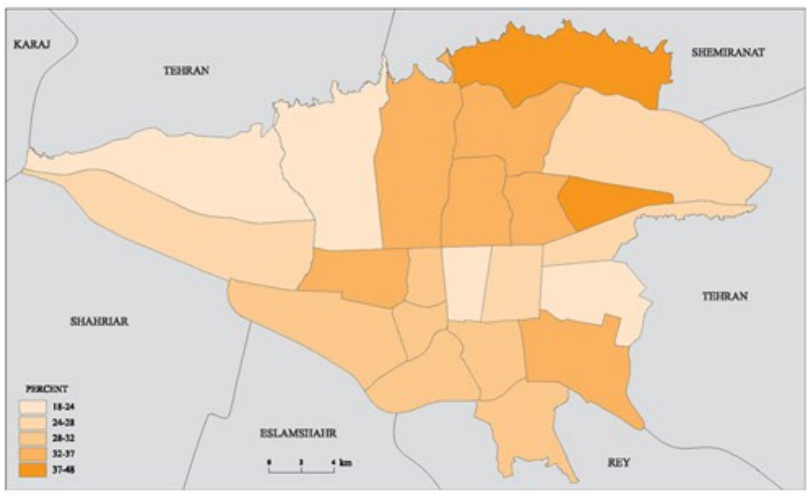 KARAJ
TEHRAN
SHEMIRANAT
TEHRAN
SHAHRIAR
PERCENT
18-24
24-28
28-32
32-37
37-48
ESLAMSHAHR
0 2 4 km
REY